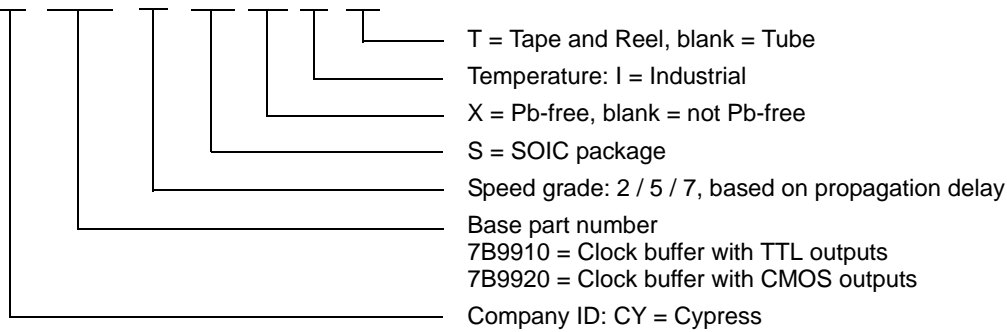 T = Tape and Reel, blank = Tube
Temperature: I = Industrial
X = Pb-free, blank = not Pb-free
S = SOIC package
Speed grade: 2 / 5 / 7, based on propagation delay
Base part number
7B9910 = Clock buffer with TTL outputs
7B9920 = Clock buffer with CMOS outputs
Company ID: CY = Cypress